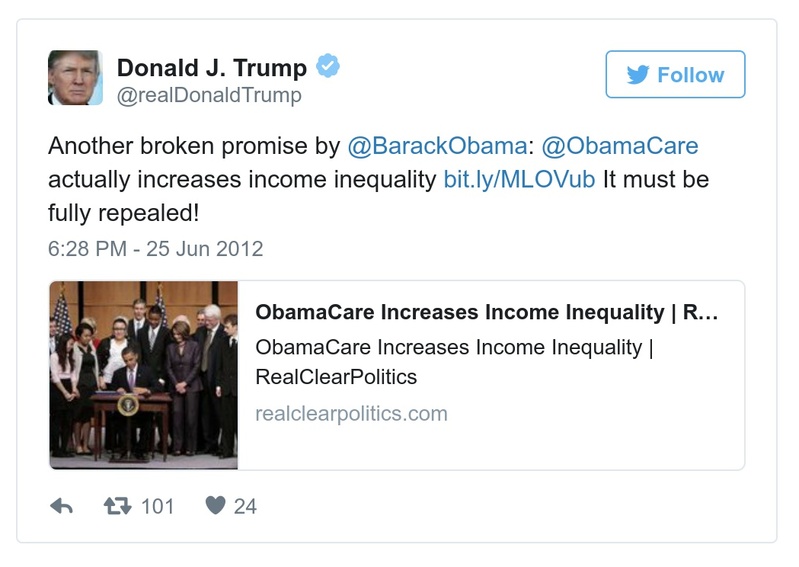 Donald J. Trump
@realDonaldTrump
Follow
Another broken promise by @BarackObama: @ObamaCare
actually increases income inequality bit.ly/MLOVub It must be
fully repealed!
6:28 PM - 25 Jun 2012
ObamaCare Increases Income Inequality | R...
ObamaCare Increases Income Inequality |
RealClearPolitics
realclearpolitics.com
101
24